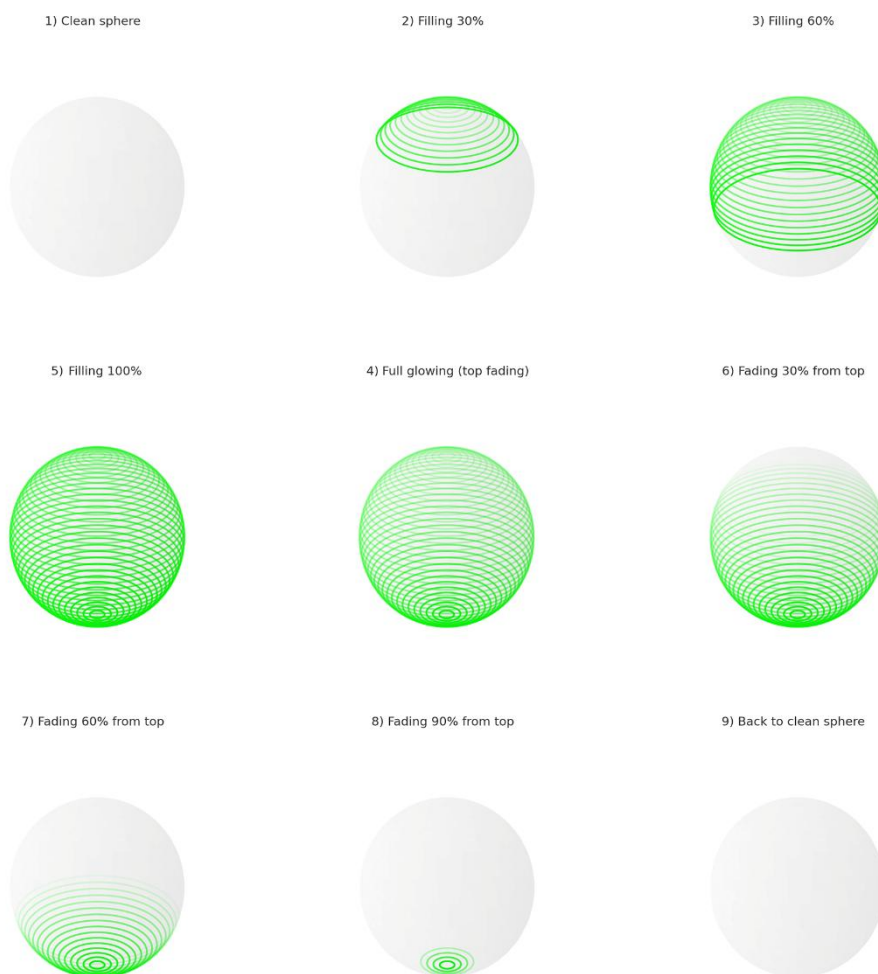 1) Clean sphere
2) Filling 30%
3) Filling 60%
5) Filling 100%
4) Full glowing (top fading)
6) Fading 30% from top
7) Fading 60% from top
8) Fading 90% from top
9) Back to clean sphere